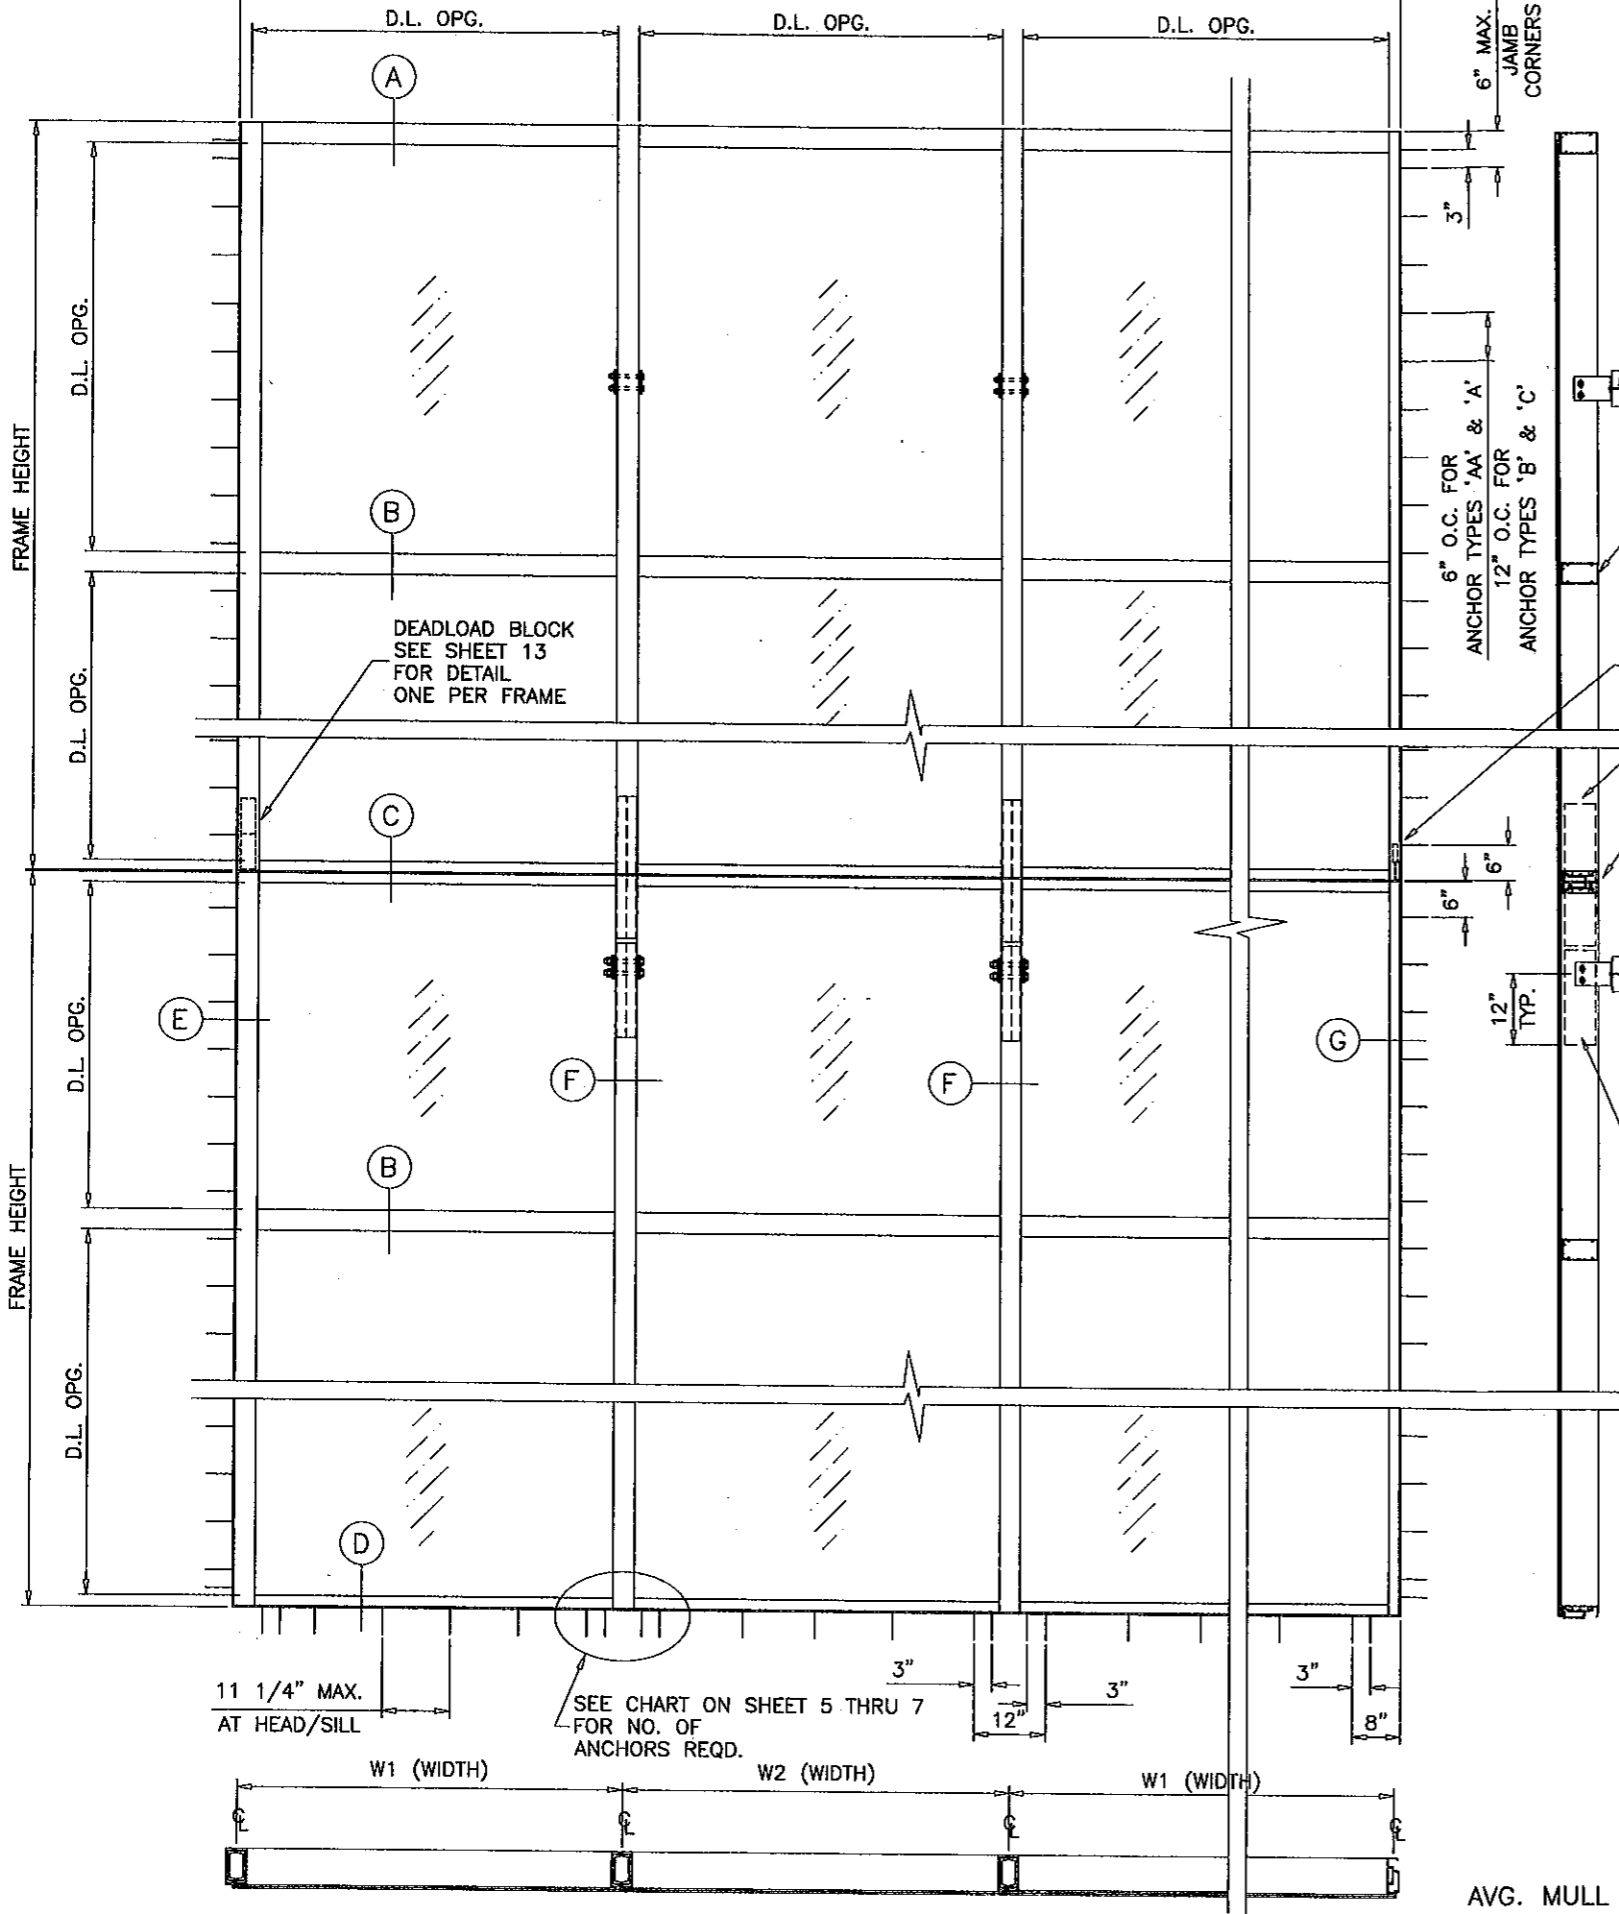 D.L. OPG.
D.L. OPG.
D.L. OPG.
6" MAX.
JAMB
CORNERS
A
3"
FRAME HEIGHT
D.L. OPG.
6" O.C. FOR
ANCHOR TYPES 'AA' & 'A'
12" O.C. FOR
ANCHOR TYPES 'B' & 'C'
B
DEADLOAD BLOCK
SEE SHEET 13
FOR DETAIL
ONE PER FRAME
D.L. OPG.
C
6"
6"
E
D.L. OPG.
F
F
G
12"
TYP.
B
FRAME HEIGHT
D.L. OPG.
D
11 1/4" MAX.
AT HEAD/SILL
SEE CHART ON SHEET 5 THRU 7
FOR NO. OF
ANCHORS REQD.
3"
12"
3"
3"
8"
W1 (WIDTH)
W2 (WIDTH)
W1 (WIDTH)
℄
℄
℄
℄
AVG. MULL